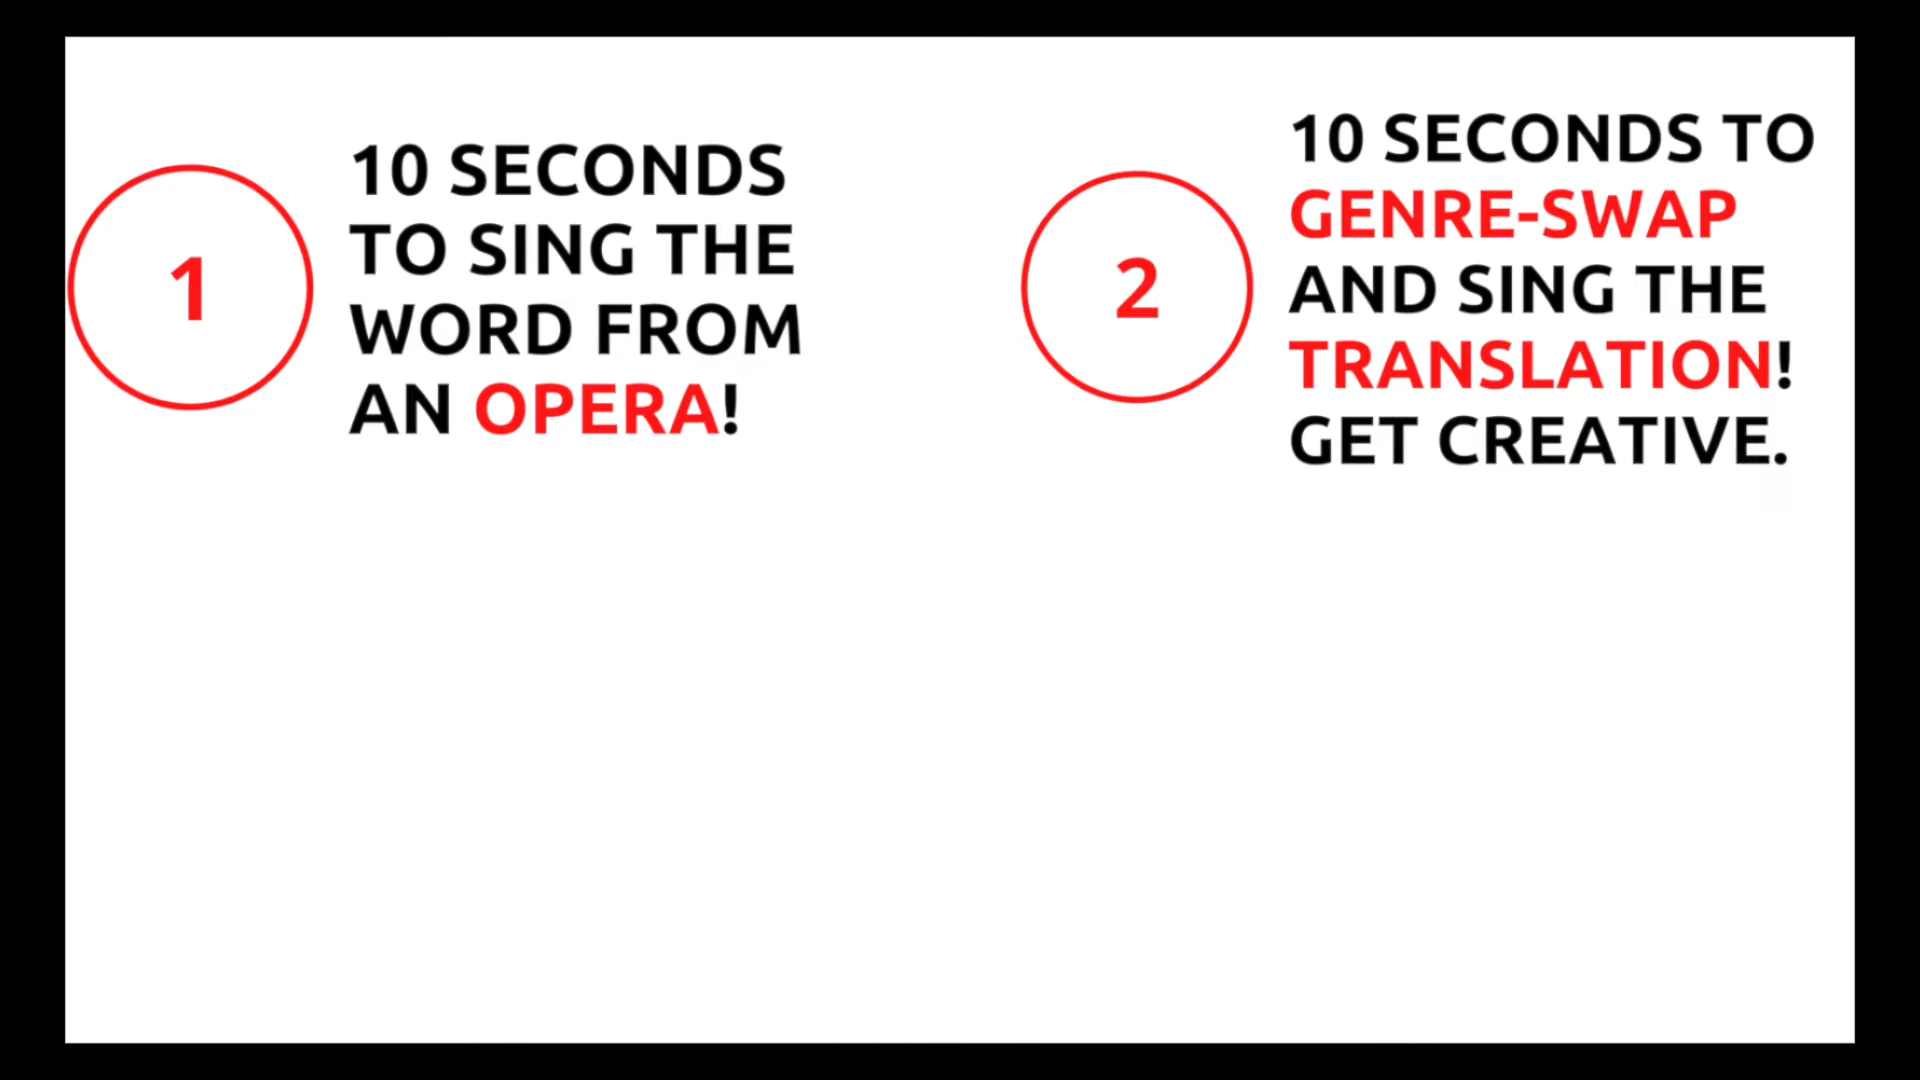 1
10 SECONDS
TO SING THE
WORD FROM
AN OPERA!
2
10 SECONDS TO
GENRE-SWAP
AND SING THE
TRANSLATION!
GET CREATIVE.